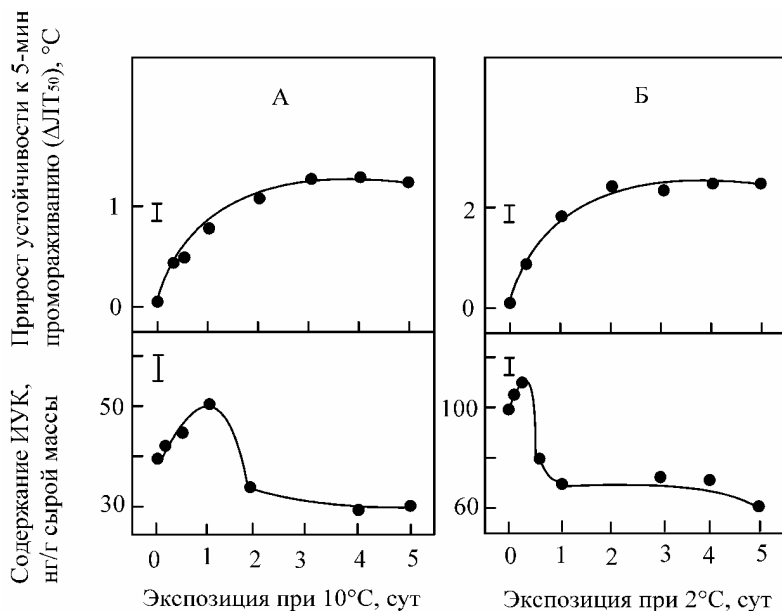 Прирост устойчивости к 5-мин
промораживанию (ΔЛТ₅₀), °С
А
1
0
Б
2
0
Содержание ИУК,
нг/г сырой массы
50
30
0 1 2 3 4 5
Экспозиция при 10°С, сут
100
60
0 1 2 3 4 5
Экспозиция при 2°С, сут